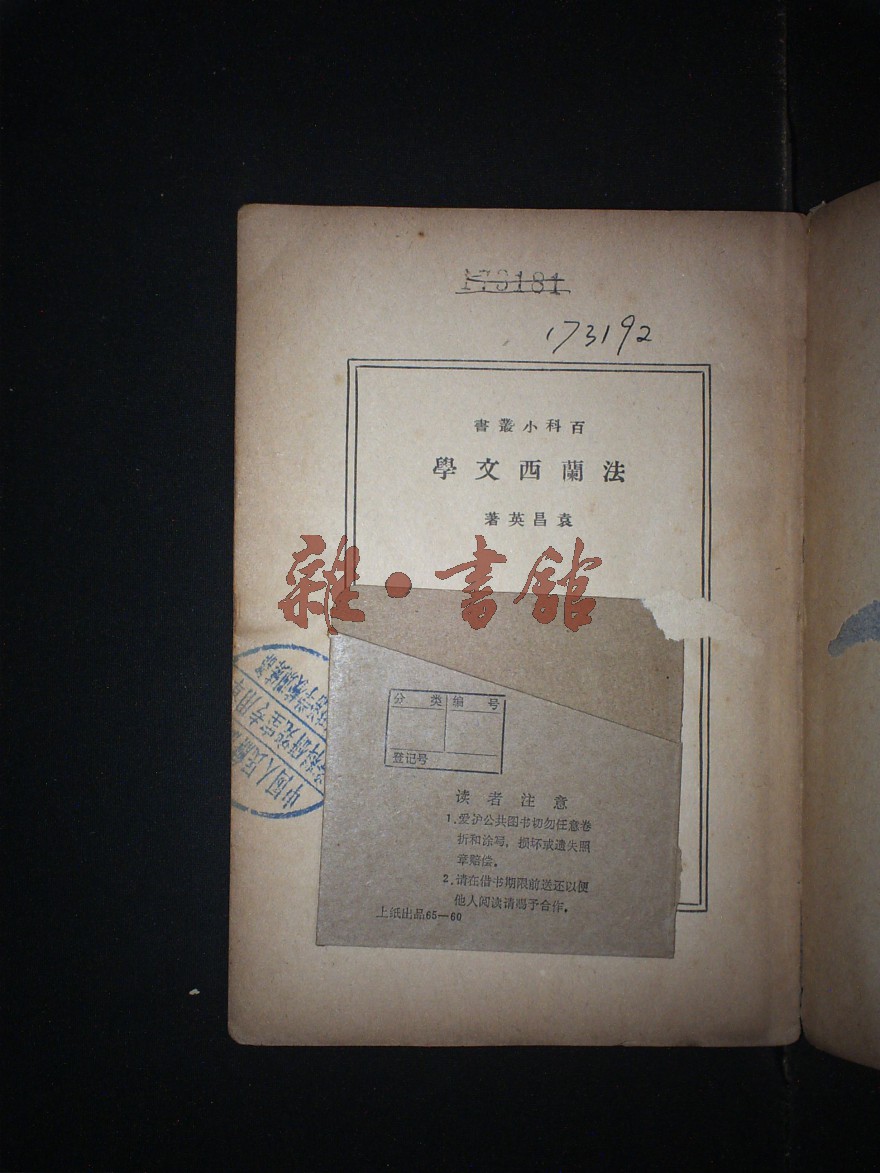 173181
173192
百科小叢書
法蘭西文學
袁昌英著
雜·書館
分类编号
登记号
读者注意
1.爱护公共图书切勿任意卷
折和涂写,损坏或遗失照
章赔偿。
2.请在借书期限前送还以便
他人阅读请赐予合作。
上纸出品65—60